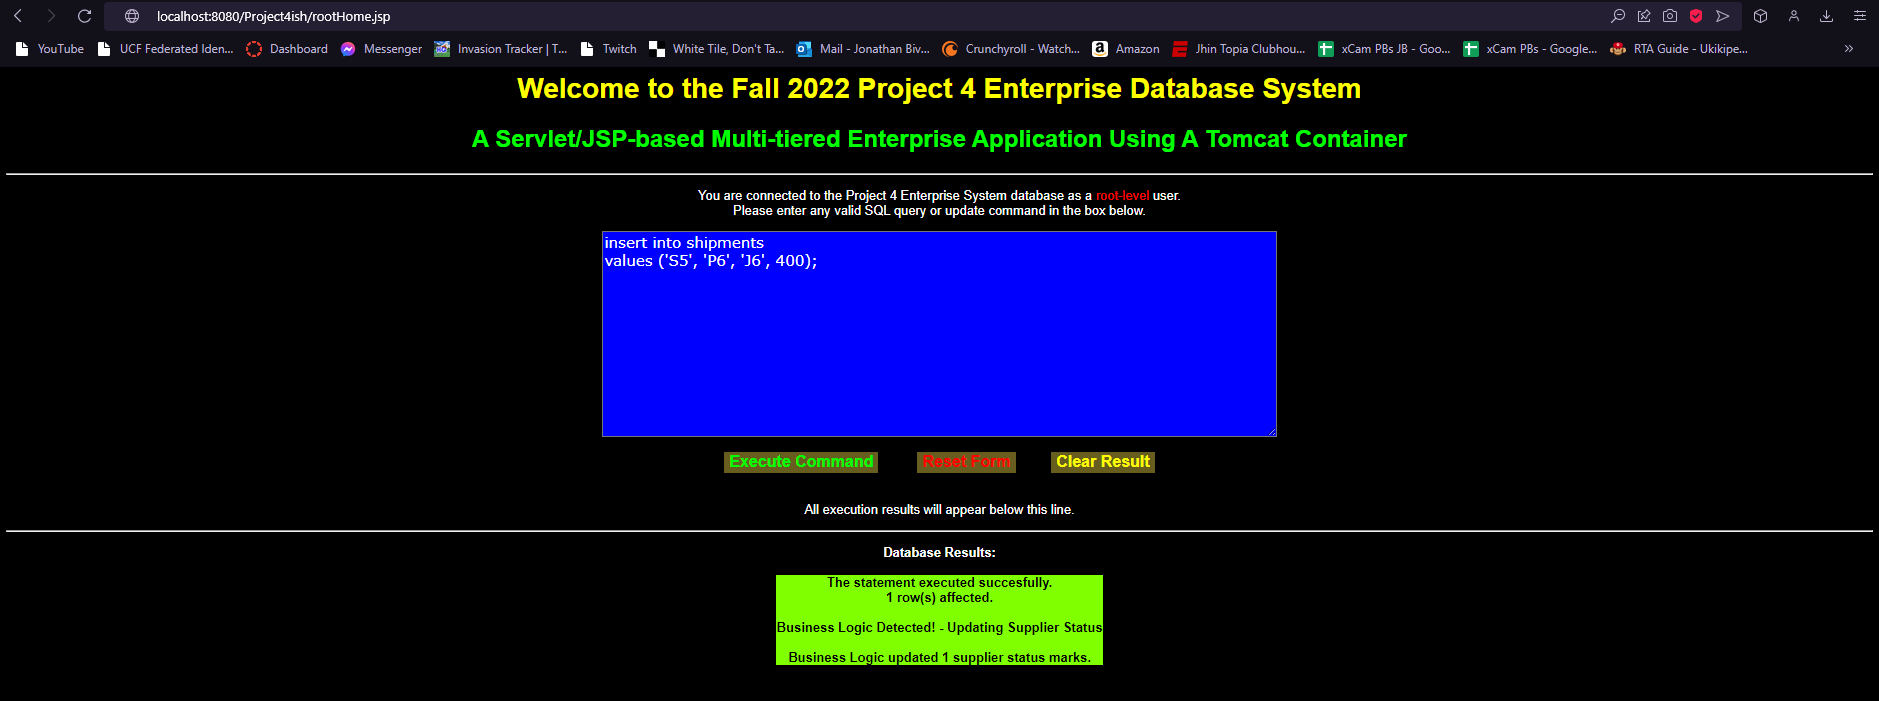 localhost:8080/Project4ish/rootHome.jsp
YouTube UCF Federated Iden... Dashboard Messenger Invasion Tracker | T... Twitch White Tile, Don't Ta... Mail - Jonathan Biv... Crunchyroll - Watch... Amazon Jhin Topia Clubhou... xCam PBs JB - Goo... xCam PBs - Google... RTA Guide - Ukikipe... »
Welcome to the Fall 2022 Project 4 Enterprise Database System
A Servlet/JSP-based Multi-tiered Enterprise Application Using A Tomcat Container
You are connected to the Project 4 Enterprise System database as a root-level user.
Please enter any valid SQL query or update command in the box below.
insert into shipments
values ('S5', 'P6', 'J6', 400);
Execute Command Reset Form Clear Result
All execution results will appear below this line.
Database Results:
The statement executed succesfully.
1 row(s) affected.
Business Logic Detected! - Updating Supplier Status
Business Logic updated 1 supplier status marks.